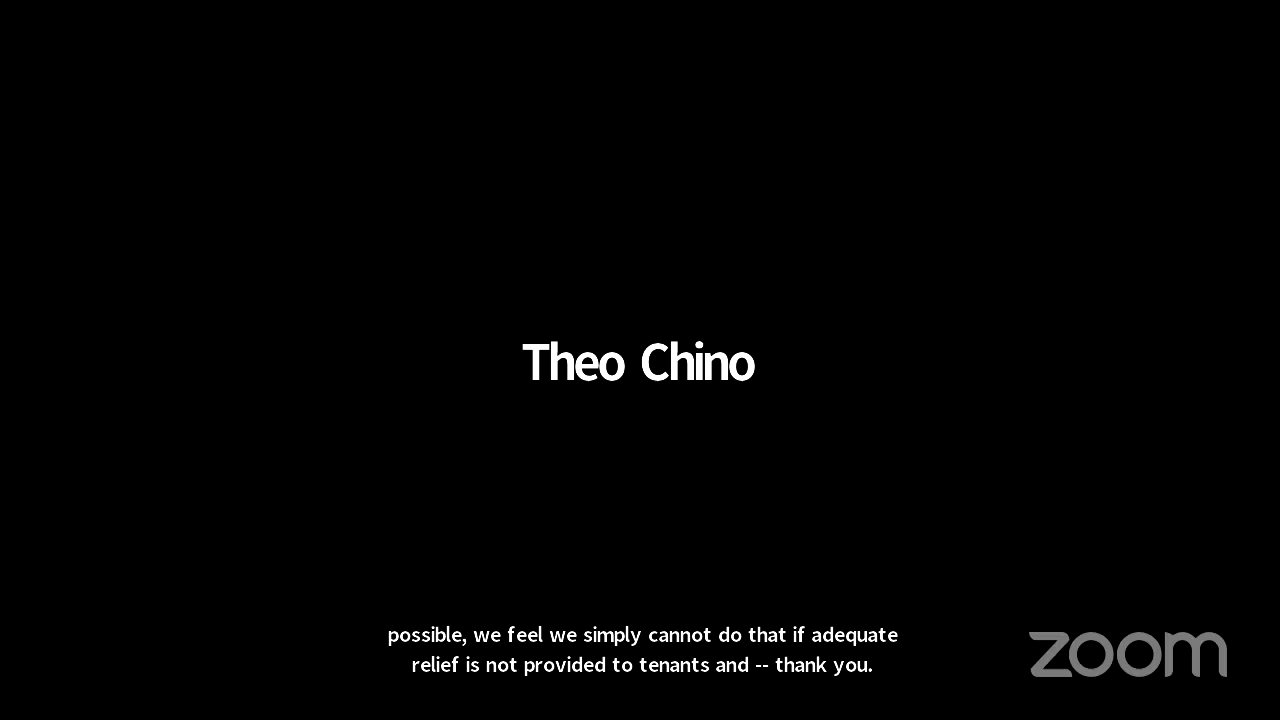 Theo Chino
possible, we feel we simply cannot do that if adequate
relief is not provided to tenants and -- thank you.
zoom